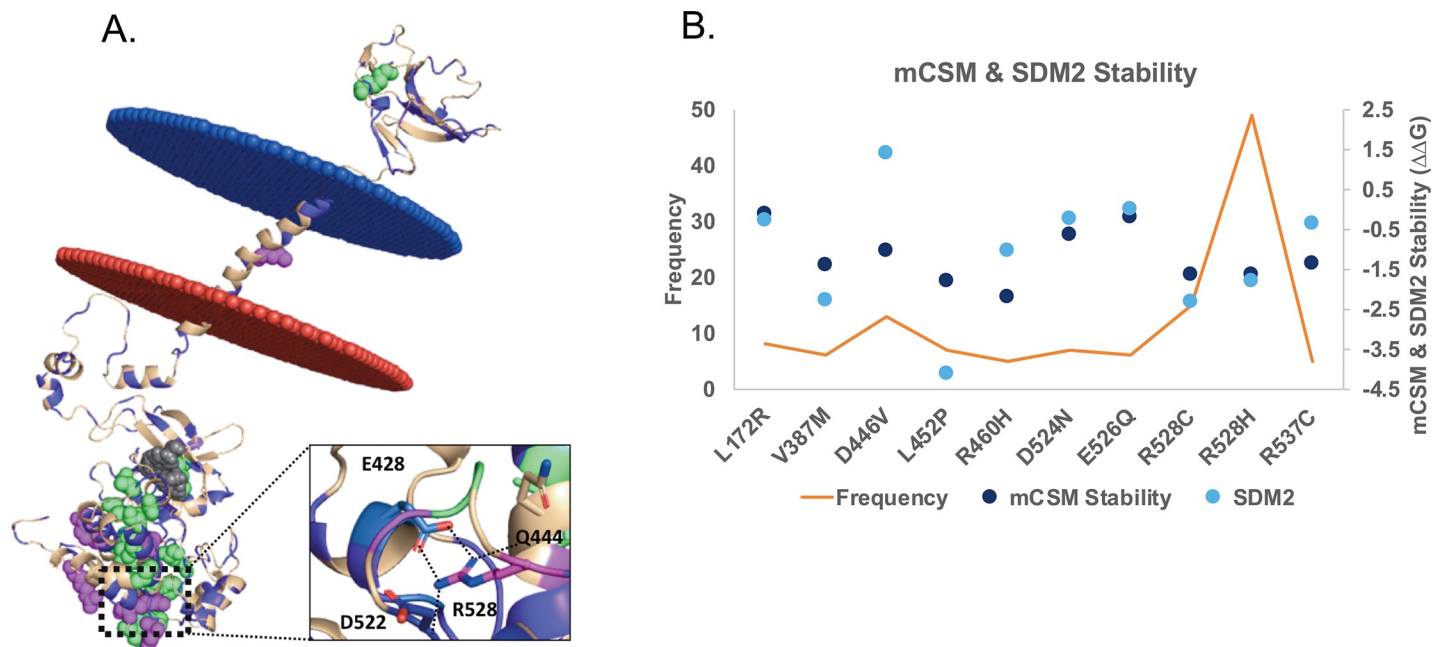 A.
E428
Q444
R528
D522
B.
mCSM & SDM2 Stability
Frequency
50
40
30
20
10
0
2.5
1.5
0.5
-0.5
-1.5
-2.5
-3.5
-4.5
mCSM & SDM2 Stability (△△G)
L172R
V387M
D446V
L452P
R460H
D524N
E526Q
R528C
R528H
R537C
Frequency
mCSM Stability
SDM2